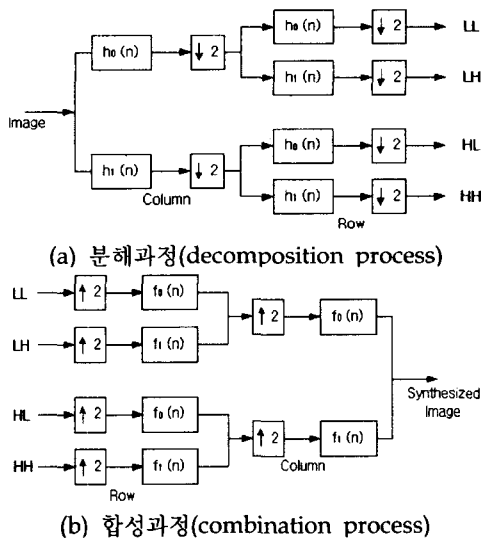 h₀ (n) ↓ 2 LL
h₀ (n) ↓ 2
h₁ (n) ↓ 2 LH
Image
h₁ (n) ↓ 2
h₀ (n) ↓ 2 HL
h₁ (n) ↓ 2 HH
Column
Row
(a) 분해과정(decomposition process)
LL ↑ 2 f₀ (n)
↑ 2 f₀ (n)
LH ↑ 2 f₁ (n)
Synthesized
Image
HL ↑ 2 f₀ (n)
↑ 2 f₁ (n)
Column
HH ↑ 2 f₁ (n)
Row
(b) 합성과정(combination process)